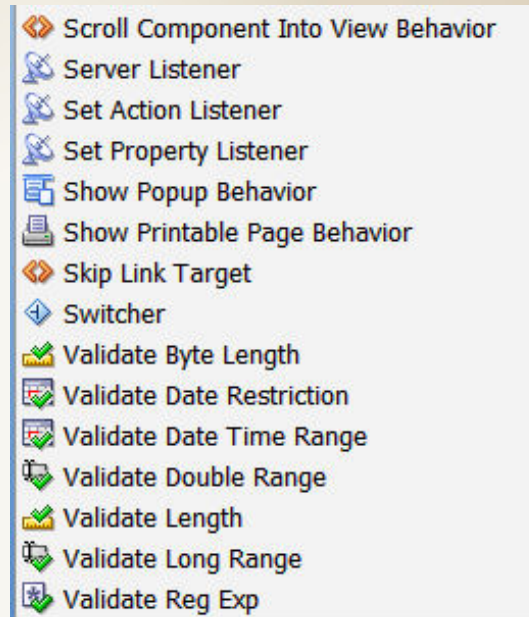 Scroll Component Into View Behavior
Server Listener
Set Action Listener
Set Property Listener
Show Popup Behavior
Show Printable Page Behavior
Skip Link Target
Switcher
Validate Byte Length
Validate Date Restriction
Validate Date Time Range
Validate Double Range
Validate Length
Validate Long Range
Validate Reg Exp